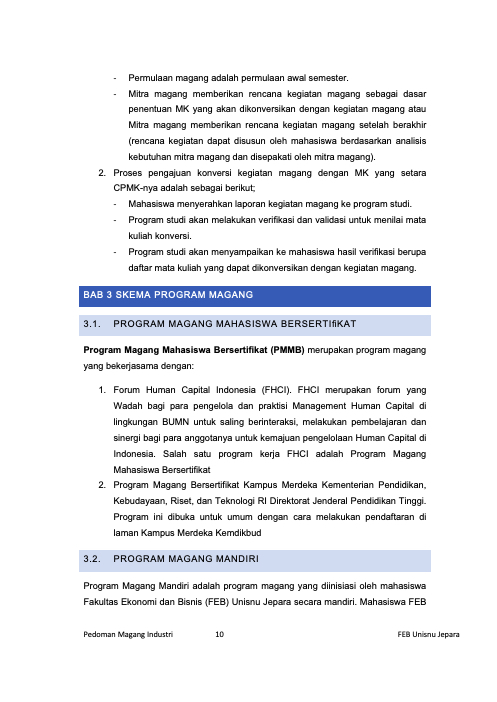 - Permulaan magang adalah permulaan awal semester.
- Mitra magang memberikan rencana kegiatan magang sebagai dasar
penentuan MK yang akan dikonversikan dengan kegiatan magang atau
Mitra magang memberikan rencana kegiatan magang setelah berakhir
(rencana kegiatan dapat disusun oleh mahasiswa berdasarkan analisis
kebutuhan mitra magang dan disepakati oleh mitra magang).
2. Proses pengajuan konversi kegiatan magang dengan MK yang setara
CPMK-nya adalah sebagai berikut;
- Mahasiswa menyerahkan laporan kegiatan magang ke program studi.
- Program studi akan melakukan verifikasi dan validasi untuk menilai mata
kuliah konversi.
- Program studi akan menyampaikan ke mahasiswa hasil verifikasi berupa
daftar mata kuliah yang dapat dikonversikan dengan kegiatan magang.
BAB 3 SKEMA PROGRAM MAGANG
3.1. PROGRAM MAGANG MAHASISWA BERSERTIfiKAT
Program Magang Mahasiswa Bersertifikat (PMMB) merupakan program magang
yang bekerjasama dengan:
1. Forum Human Capital Indonesia (FHCI). FHCI merupakan forum yang
Wadah bagi para pengelola dan praktisi Management Human Capital di
lingkungan BUMN untuk saling berinteraksi, melakukan pembelajaran dan
sinergi bagi para anggotanya untuk kemajuan pengelolaan Human Capital di
Indonesia. Salah satu program kerja FHCI adalah Program Magang
Mahasiswa Bersertifikat
2. Program Magang Bersertifikat Kampus Merdeka Kementerian Pendidikan,
Kebudayaan, Riset, dan Teknologi RI Direktorat Jenderal Pendidikan Tinggi.
Program ini dibuka untuk umum dengan cara melakukan pendaftaran di
laman Kampus Merdeka Kemdikbud
3.2. PROGRAM MAGANG MANDIRI
Program Magang Mandiri adalah program magang yang diinisiasi oleh mahasiswa
Fakultas Ekonomi dan Bisnis (FEB) Unisnu Jepara secara mandiri. Mahasiswa FEB
Pedoman Magang Industri 10 FEB Unisnu Jepara